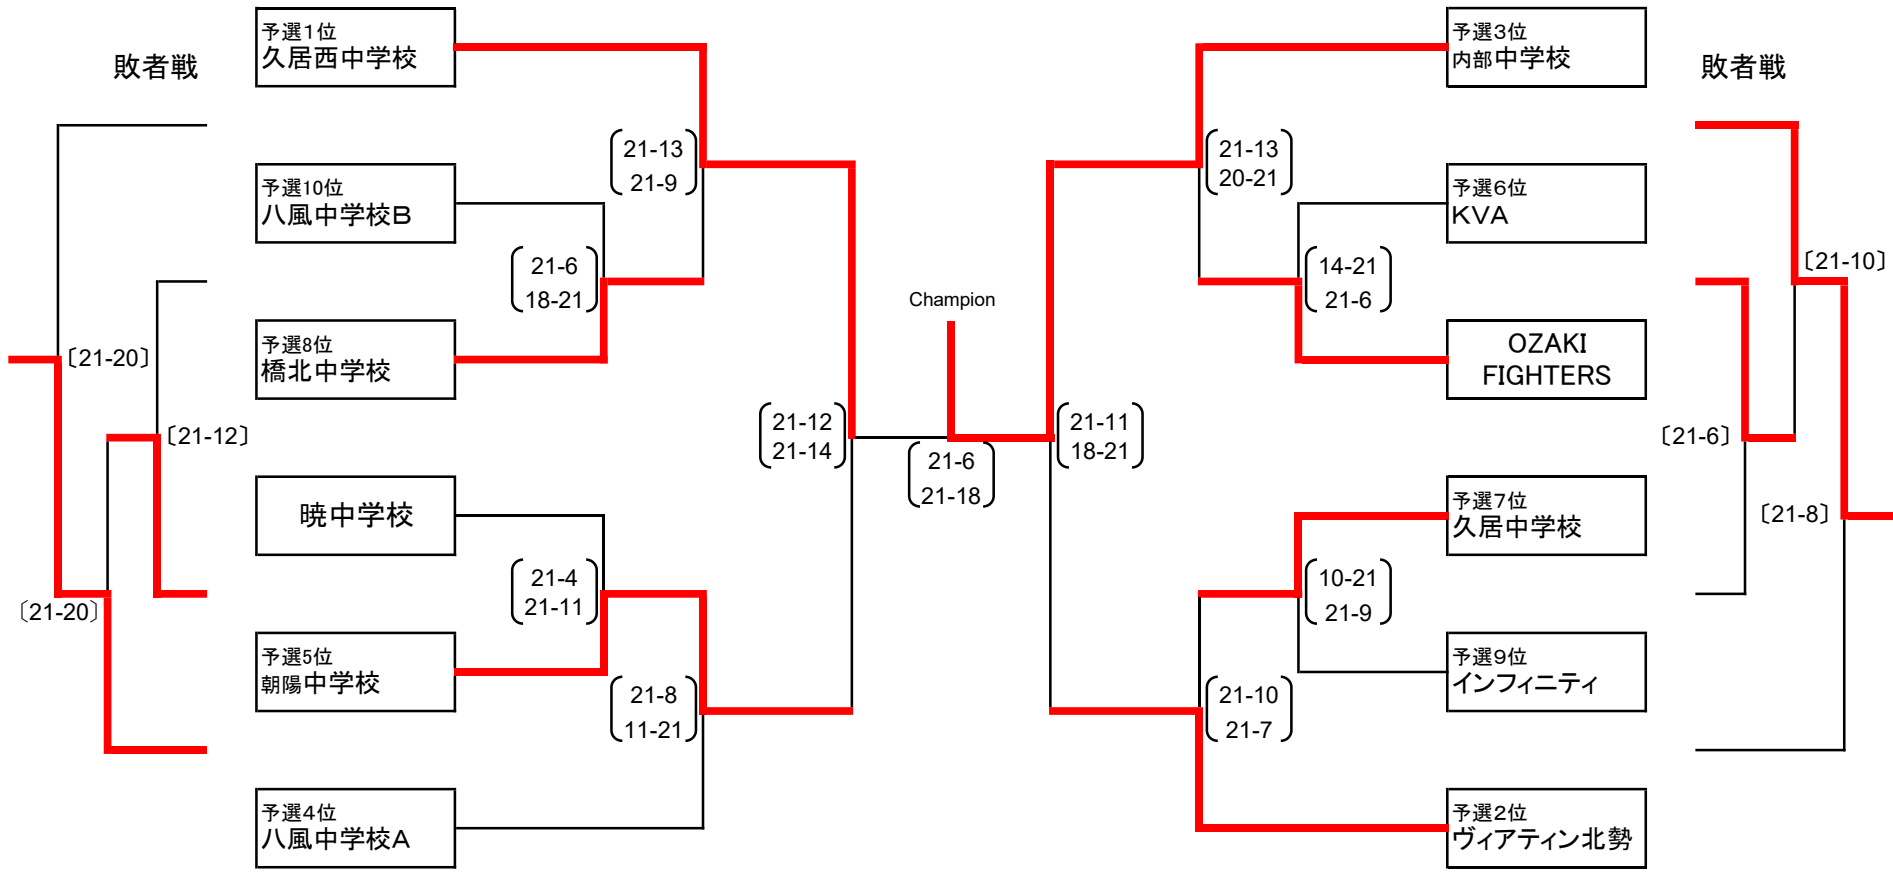 敗者戦
予選1位
久居西中学校
予選10位
八風中学校B
予選8位
橋北中学校
暁中学校
予選5位
朝陽中学校
予選4位
八風中学校A
21-13
21-9
21-6
18-21
21-4
21-11
21-8
11-21
21-12
21-14
〔21-20〕
〔21-12〕
〔21-20〕
Champion
21-6
21-18
21-11
18-21
21-13
20-21
14-21
21-6
10-21
21-9
21-10
21-7
予選3位
内部中学校
予選6位
KVA
OZAKI
FIGHTERS
予選7位
久居中学校
予選9位
インフィニティ
予選2位
ヴィアティン北勢
敗者戦
〔21-10〕
〔21-6〕
〔21-8〕